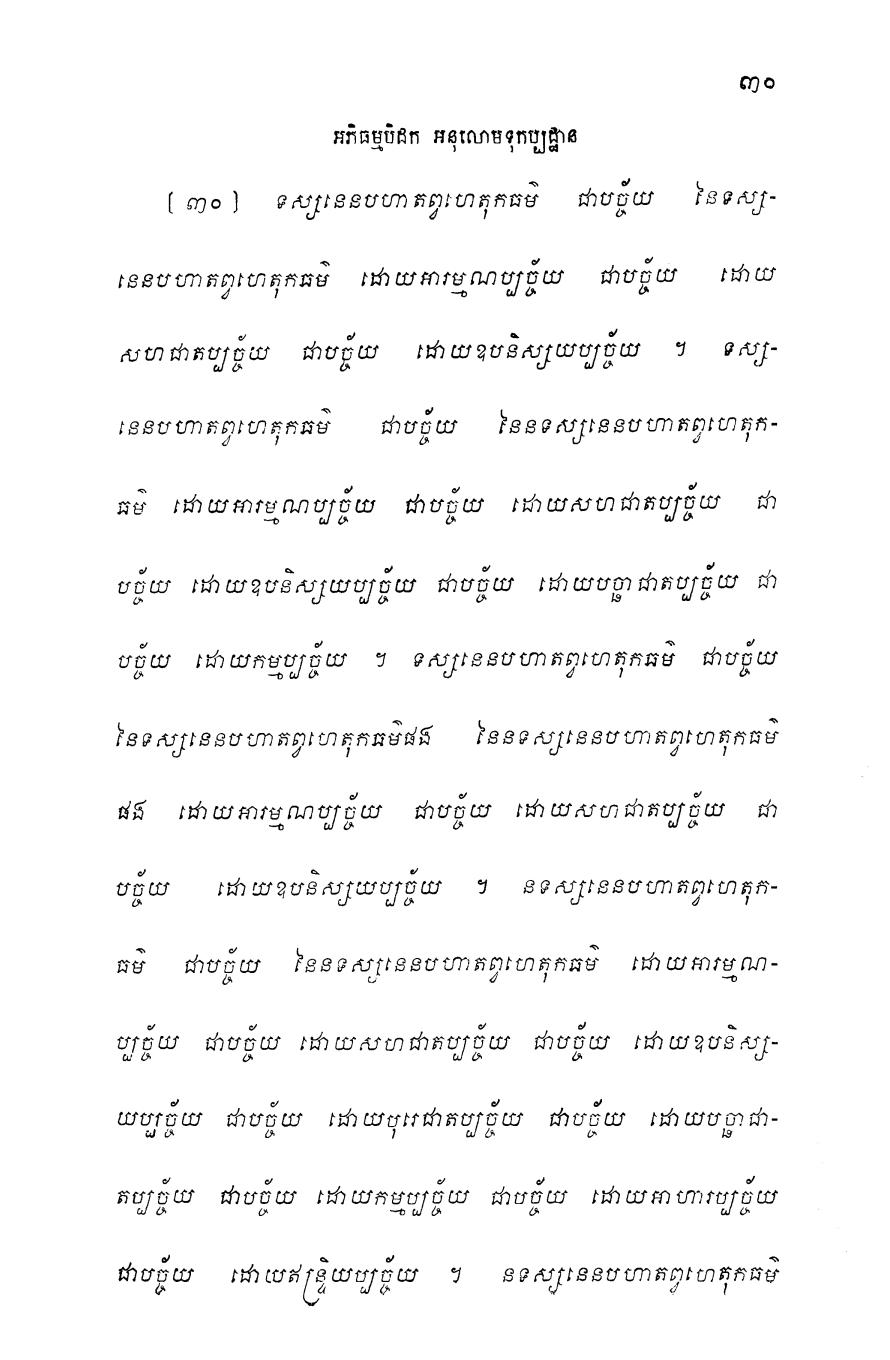 ៣០
អភិធម្មបិដក អនុលោមទុកប្បដ្ឋាន
[ ៣០ ] ទស្សនេនបហាតព្វហេតុកធម៌ ជាបច្ច័យ នៃទស្ស-
នេនបហាតព្វហេតុកធម៌ ដោយអារម្មណប្បច្ច័យ ជាបច្ច័យ ដោយ
សហជាតប្បច្ច័យ ជាបច្ច័យ ដោយឧបនិស្សយប្បច្ច័យ ។ ទស្ស-
នេនបហាតព្វហេតុកធម៌ ជាបច្ច័យ នៃនទស្សនេនបហាតព្វហេតុក-
ធម៌ ដោយអារម្មណប្បច្ច័យ ជាបច្ច័យ ដោយសហជាតប្បច្ច័យ ជា
បច្ច័យ ដោយឧបនិស្សយប្បច្ច័យ ជាបច្ច័យ ដោយបច្ឆាជាតប្បច្ច័យ ជា
បច្ច័យ ដោយកម្មប្បច្ច័យ ។ ទស្សនេនបហាតព្វហេតុកធម៌ ជាបច្ច័យ
នៃទស្សនេនបហាតព្វហេតុកធម៌ផង នៃនទស្សនេនបហាតព្វហេតុកធម៌
ផង ដោយអារម្មណប្បច្ច័យ ជាបច្ច័យ ដោយសហជាតប្បច្ច័យ ជា
បច្ច័យ ដោយឧបនិស្សយប្បច្ច័យ ។ នទស្សនេនបហាតព្វហេតុក-
ធម៌ ជាបច្ច័យ នៃនទស្សនេនបហាតព្វហេតុកធម៌ ដោយអារម្មណ-
ប្បច្ច័យ ជាបច្ច័យ ដោយសហជាតប្បច្ច័យ ជាបច្ច័យ ដោយឧបនិស្ស-
យប្បច្ច័យ ជាបច្ច័យ ដោយបុរេជាតប្បច្ច័យ ជាបច្ច័យ ដោយបច្ឆាជា-
តប្បច្ច័យ ជាបច្ច័យ ដោយកម្មប្បច្ច័យ ជាបច្ច័យ ដោយអាហារប្បច្ច័យ
ជាបច្ច័យ ដោយឥន្ទ្រិយប្បច្ច័យ ។ នទស្សនេនបហាតព្វហេតុកធម៌